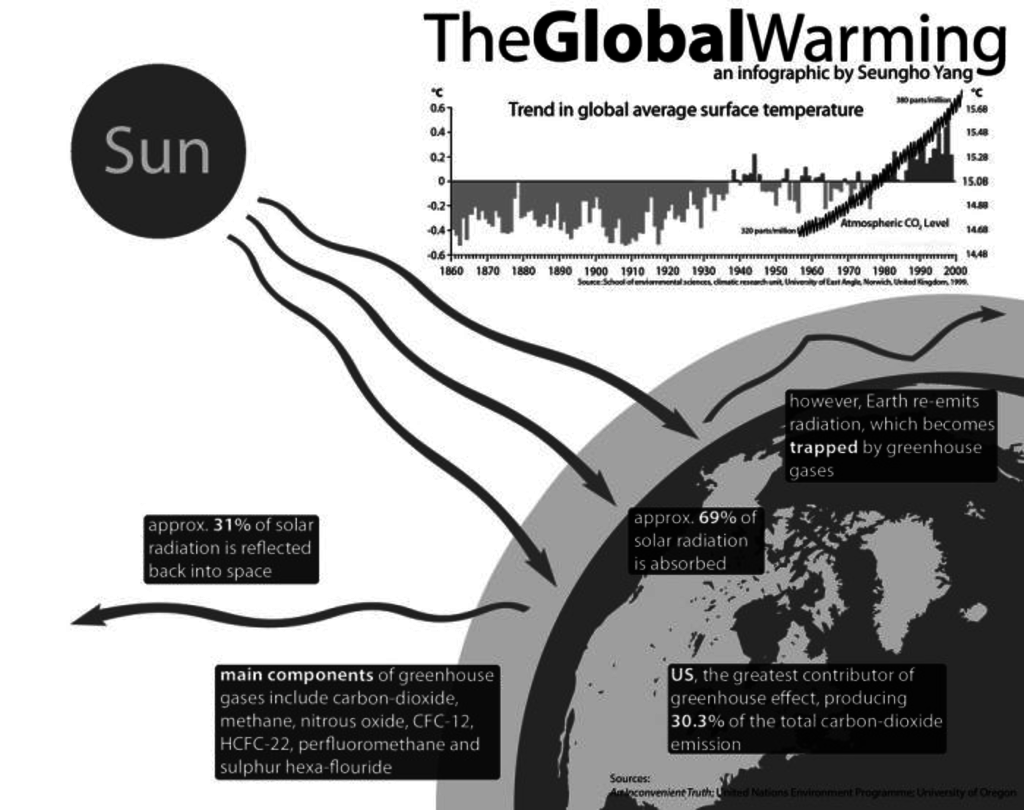 TheGlobalWarming
an infographic by Seungho Yang
Trend in global average surface temperature
°C
0.6
0.4
0.2
0
-0.2
-0.4
-0.6
380 parts/million
°C
15.68
15.48
15.28
15.08
14.88
14.68
14.48
320 parts/million
Atmospheric CO₂ Level
1860 1870 1880 1890 1900 1910 1920 1930 1940 1950 1960 1970 1980 1990 2000
Source: School of enviornmental sciences, climatic research unit, University of East Angle, Norwich, United Kingdom, 1999.
Sun
however, Earth re-emits
radiation, which becomes
trapped by greenhouse
gases
approx. 31% of solar
radiation is reflected
back into space
approx. 69% of
solar radiation
is absorbed
main components of greenhouse
gases include carbon-dioxide,
methane, nitrous oxide, CFC-12,
HCFC-22, perfluoromethane and
sulphur hexa-flouride
US, the greatest contributor of
greenhouse effect, producing
30.3% of the total carbon-dioxide
emission
Sources:
An Inconvenient Truth; United Nations Environment Programme; University of Oregon